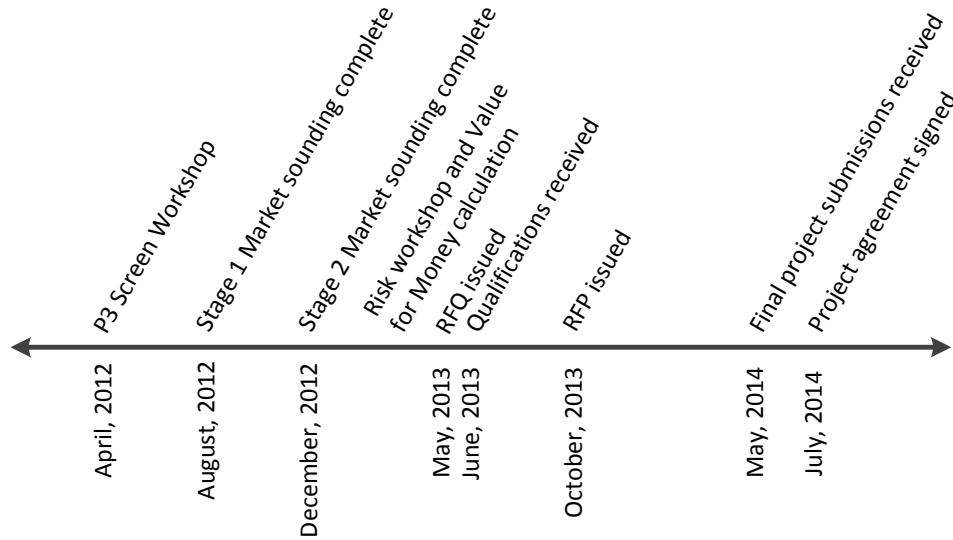 P3 Screen Workshop
Stage 1 Market sounding complete
Stage 2 Market sounding complete
Risk workshop and Value
for Money calculation
RFQ issued
Qualifications received
RFP issued
Final project submissions received
Project agreement signed
April, 2012
August, 2012
December, 2012
May, 2013
June, 2013
October, 2013
May, 2014
July, 2014